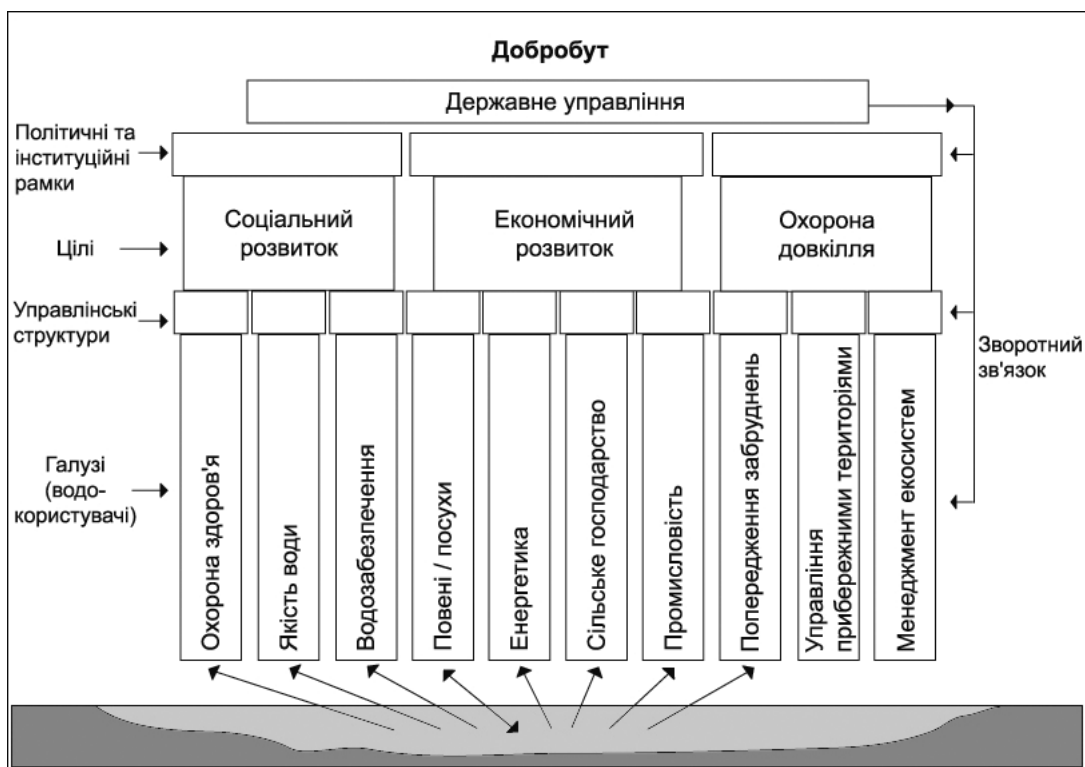 Добробут
Державне управління
Політичні та
інституційні
рамки
Соціальний
розвиток
Економічний
розвиток
Охорона
довкілля
Цілі
Управлінські
структури
Зворотний
зв'язок
Галузі
(водо-
користувачі)
Охорона здоров'я
Якість води
Водозабезпечення
Повені / посухи
Енергетика
Сільське господарство
Промисловість
Попередження забруднень
Управління
прибережними територіями
Менеджмент екосистем